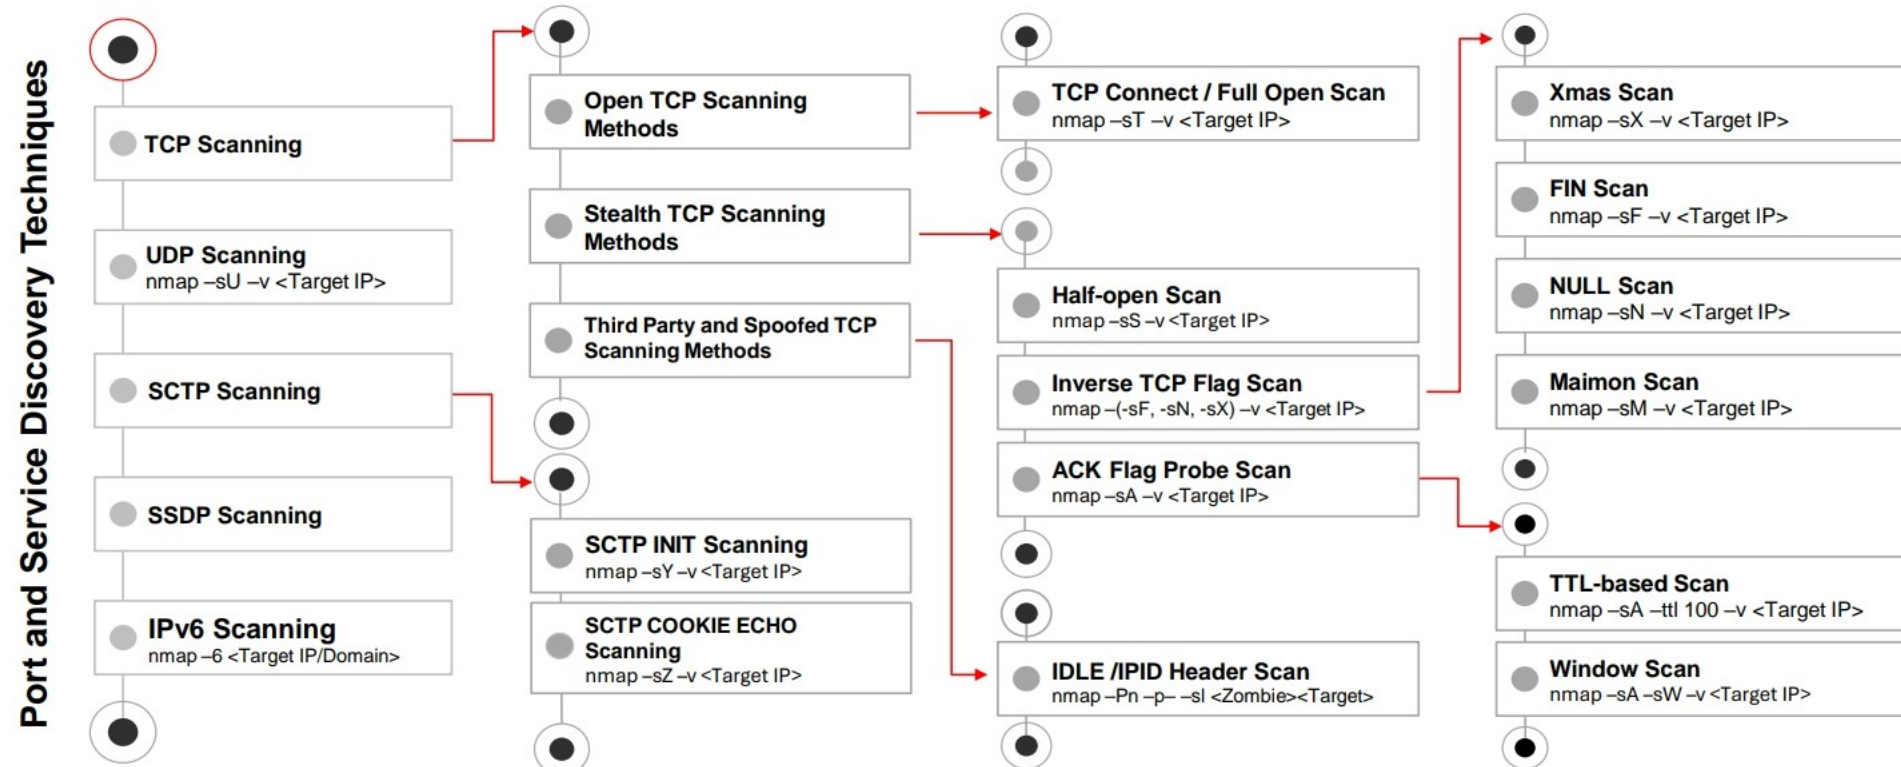 Port and Service Discovery Techniques
TCP Scanning
UDP Scanning
nmap –sU –v <Target IP>
SCTP Scanning
SSDP Scanning
IPv6 Scanning
nmap –6 <Target IP/Domain>
Open TCP Scanning
Methods
Stealth TCP Scanning
Methods
Third Party and Spoofed TCP
Scanning Methods
SCTP INIT Scanning
nmap –sY –v <Target IP>
SCTP COOKIE ECHO
Scanning
nmap –sZ –v <Target IP>
TCP Connect / Full Open Scan
nmap –sT –v <Target IP>
Half-open Scan
nmap –sS –v <Target IP>
Inverse TCP Flag Scan
nmap –(-sF, -sN, -sX) –v <Target IP>
ACK Flag Probe Scan
nmap –sA –v <Target IP>
IDLE /IPID Header Scan
nmap –Pn –p– –sI <Zombie><Target>
Xmas Scan
nmap –sX –v <Target IP>
FIN Scan
nmap –sF –v <Target IP>
NULL Scan
nmap –sN –v <Target IP>
Maimon Scan
nmap –sM –v <Target IP>
TTL-based Scan
nmap –sA –ttl 100 –v <Target IP>
Window Scan
nmap –sA –sW –v <Target IP>